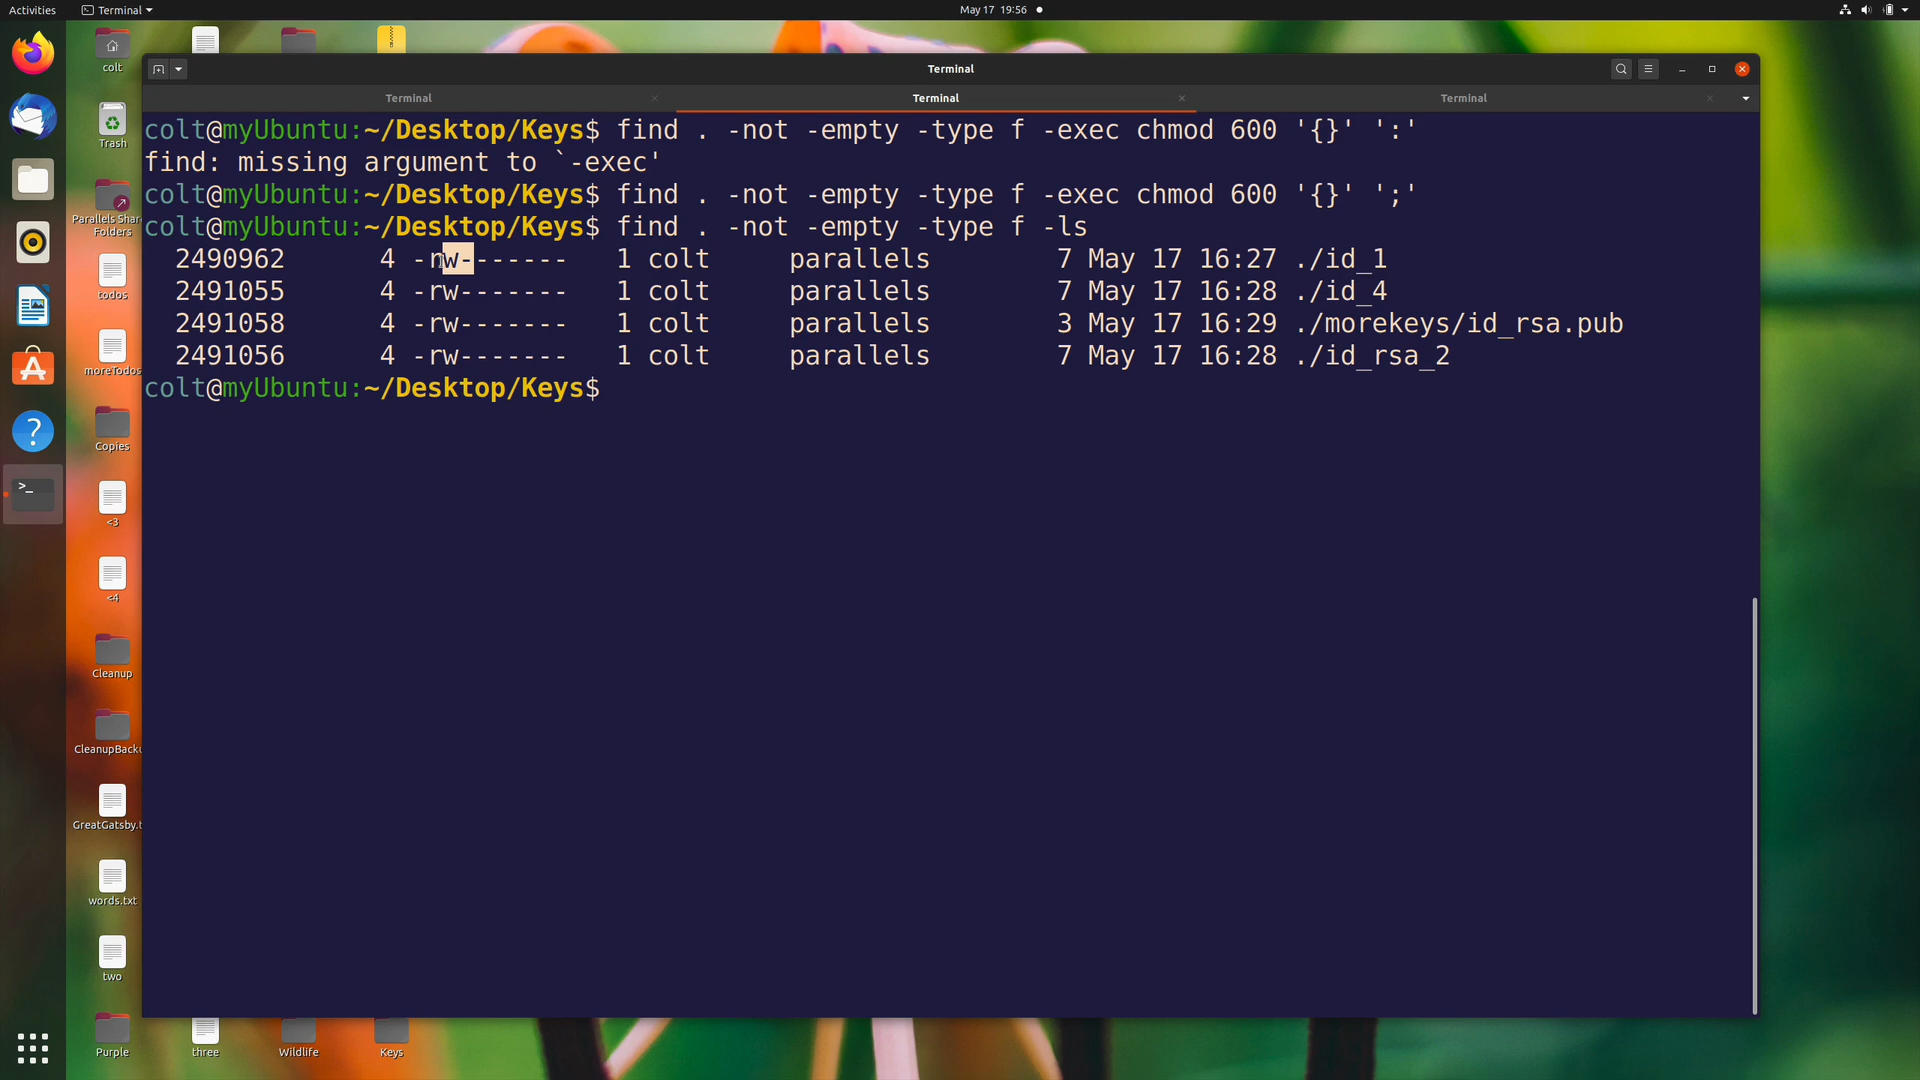 Activities Terminal May 17 19:56
Terminal
Terminal Terminal Terminal
colt@myUbuntu:~/Desktop/Keys$ find . -not -empty -type f -exec chmod 600 '{}' ':'
find: missing argument to `-exec'
colt@myUbuntu:~/Desktop/Keys$ find . -not -empty -type f -exec chmod 600 '{}' ';'
colt@myUbuntu:~/Desktop/Keys$ find . -not -empty -type f -ls
2490962 4 -rw------- 1 colt parallels 7 May 17 16:27 ./id_1
2491055 4 -rw------- 1 colt parallels 7 May 17 16:28 ./id_4
2491058 4 -rw------- 1 colt parallels 3 May 17 16:29 ./morekeys/id_rsa.pub
2491056 4 -rw------- 1 colt parallels 7 May 17 16:28 ./id_rsa_2
colt@myUbuntu:~/Desktop/Keys$
colt
Trash
Parallels Shar
Folders
todos
moreTodos
Copies
<3
<4
Cleanup
CleanupBacku
GreatGatsby.t
words.txt
two
Purple three Wildlife Keys